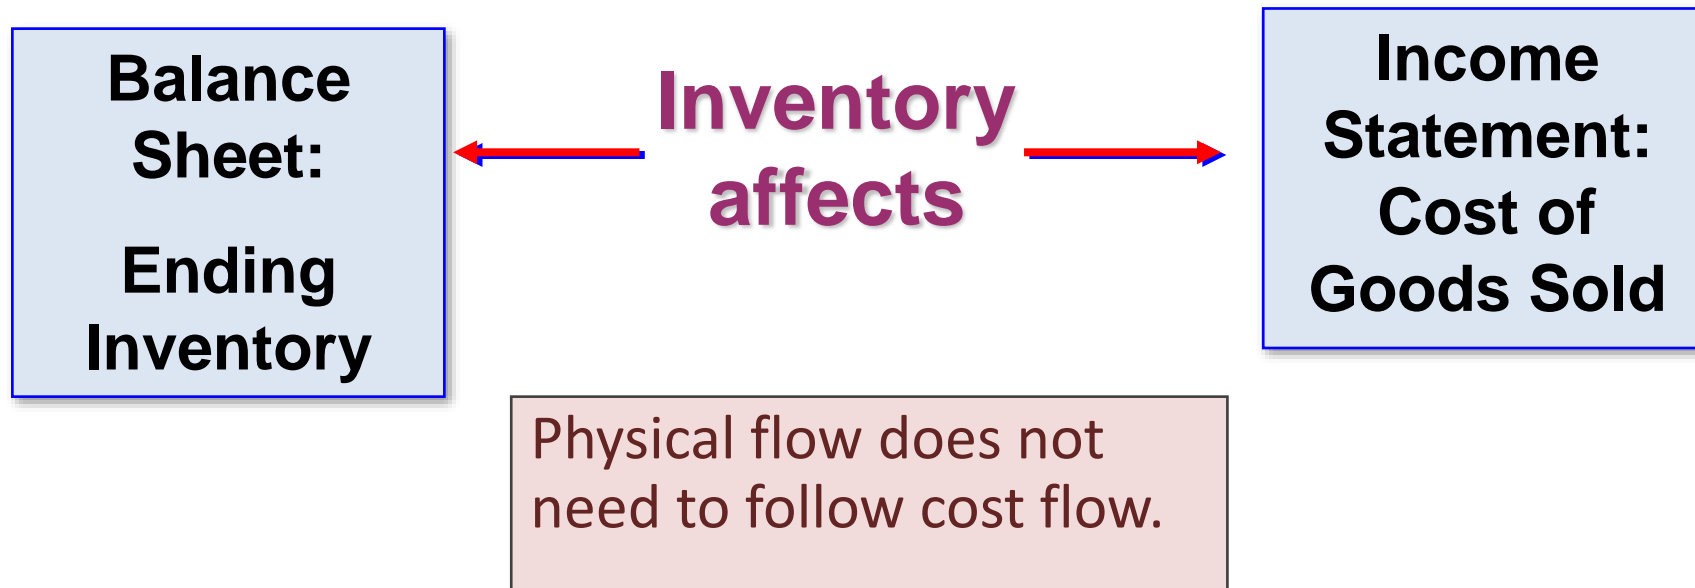 Balance
Sheet:
Ending
Inventory
Inventory
affects
Income
Statement:
Cost of
Goods Sold
Physical flow does not
need to follow cost flow.